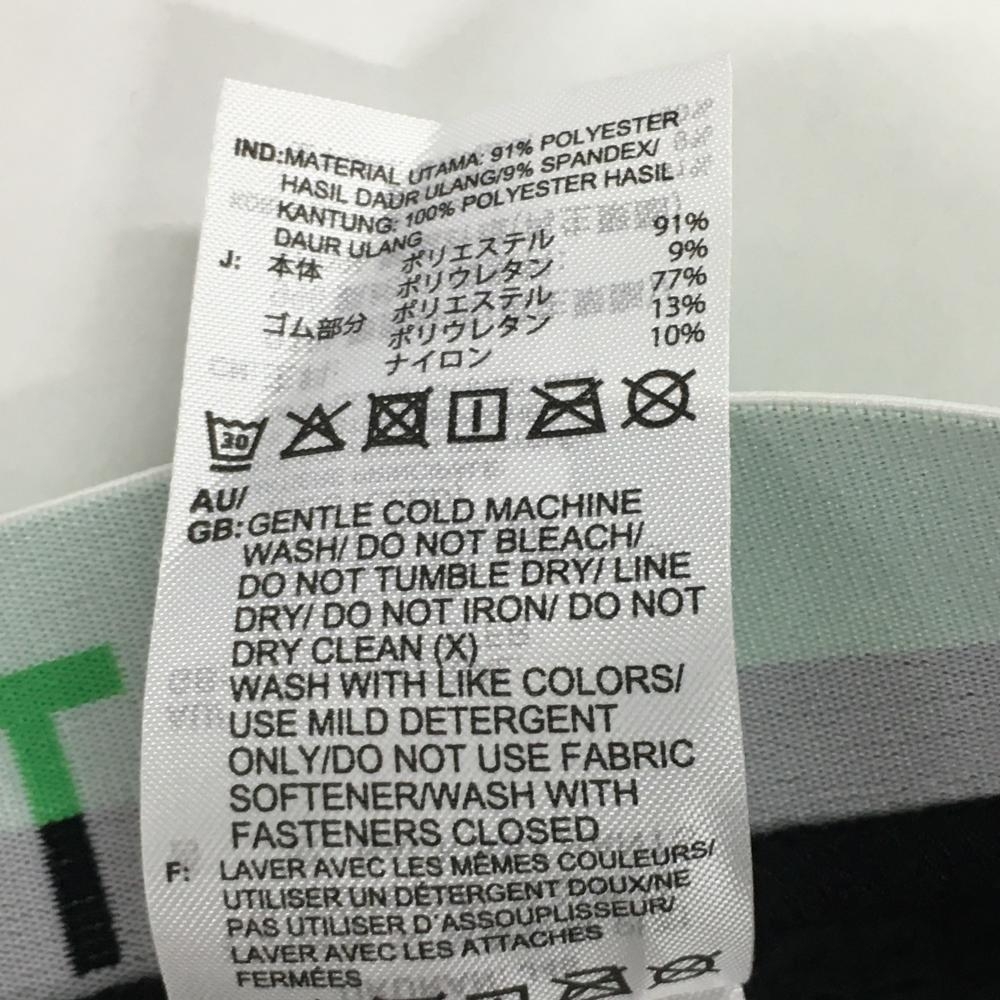 IND:MATERIAL UTAMA: 91% POLYESTER
HASIL DAUR ULANG/9% SPANDEX/
KANTUNG: 100% POLYESTER HASIL
DAUR ULANG
J: 本体 ポリエステル 91%
ポリウレタン 9%
ゴム部分 ポリエステル 77%
ポリウレタン 13%
ナイロン 10%
30
AU/
GB: GENTLE COLD MACHINE
WASH/ DO NOT BLEACH/
DO NOT TUMBLE DRY/ LINE
DRY/ DO NOT IRON/ DO NOT
DRY CLEAN (X)
WASH WITH LIKE COLORS/
USE MILD DETERGENT
ONLY/DO NOT USE FABRIC
SOFTENER/WASH WITH
FASTENERS CLOSED
F: LAVER AVEC LES MÊMES COULEURS/
UTILISER UN DÉTERGENT DOUX/NE
PAS UTILISER D'ASSOUPLISSEUR/
LAVER AVEC LES ATTACHES
FERMÉES
T